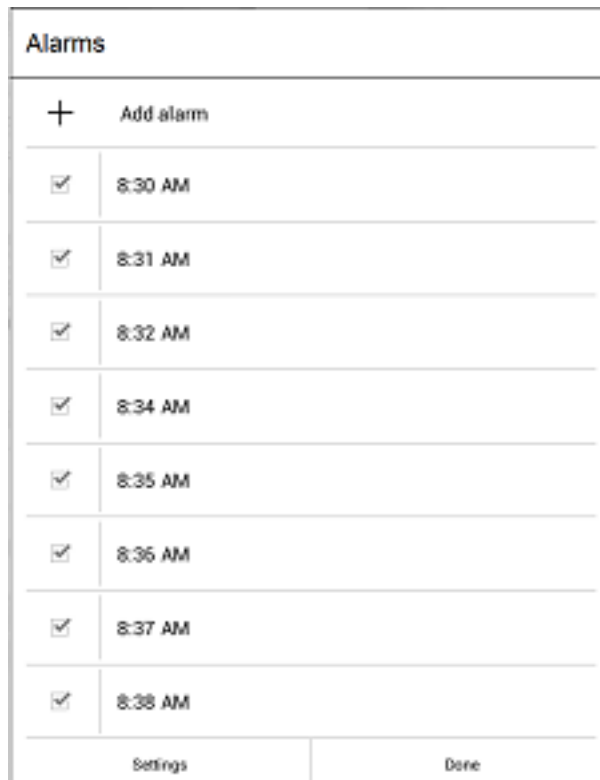 Alarms
Add alarm
8:30 AM
8:31 AM
8:32 AM
8:34 AM
8:35 AM
8:36 AM
8:37 AM
8:38 AM
Settings Done